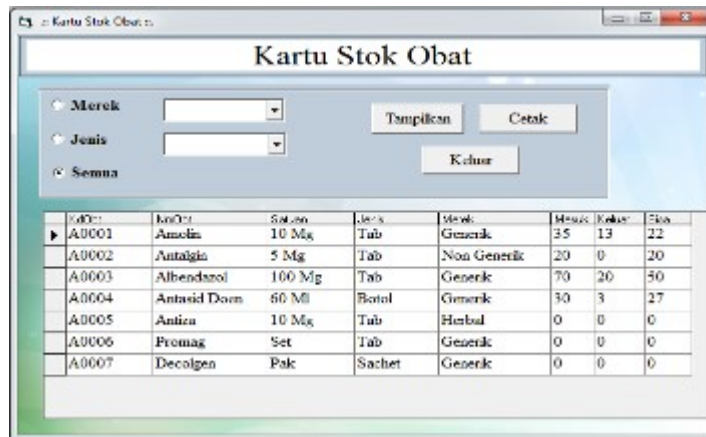 :: Kartu Stok Obat ::
Kartu Stok Obat
Merek
Jenis
Semua
Tampilkan Cetak
Keluar
KdObt NmObt Satuan Jenis Merek Masuk Keluar Sisa
A0001 Amolin 10 Mg Tab Generik 35 13 22
A0002 Antalgin 5 Mg Tab Non Generik 20 0 20
A0003 Albendazol 100 Mg Tab Generik 70 20 50
A0004 Antasid Doen 60 Ml Botol Generik 30 3 27
A0005 Antiza 10 Mg Tab Herbal 0 0 0
A0006 Promag Set Tab Generik 0 0 0
A0007 Decolgen Pak Sachet Generik 0 0 0